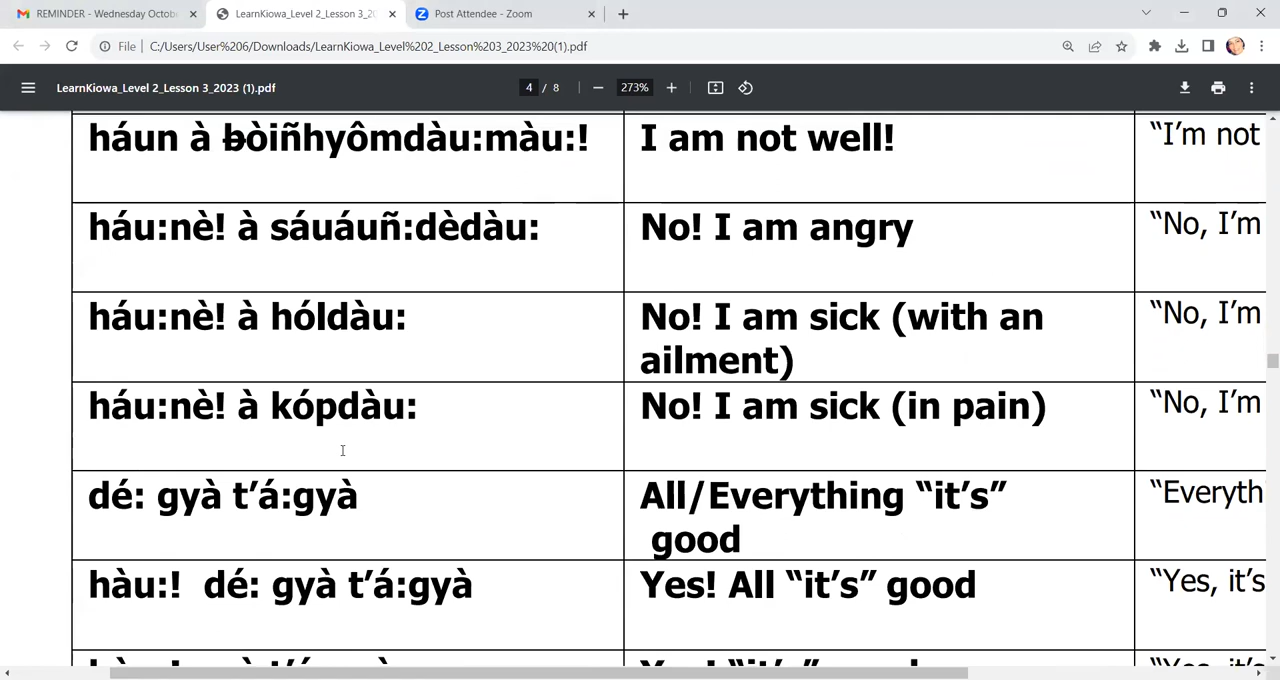 REMINDER - Wednesday Octob
LearnKiowa_Level 2_Lesson 3_20
Post Attendee - Zoom
File
C:/Users/User%206/Downloads/LearnKiowa_Level%202_Lesson%203_2023%20(1).pdf
LearnKiowa_Level 2_Lesson 3_2023 (1).pdf
4 / 8
273%
háun à ƀòiñhyômdàu:màu:!
I am not well!
“I’m not
háu:nè! à sáuáuñ:dèdàu:
No! I am angry
“No, I’m
háu:nè! à hóldàu:
No! I am sick (with an
ailment)
“No, I’m
háu:nè! à kópdàu:
No! I am sick (in pain)
“No, I’m
dé: gyà t’á:gyà
All/Everything “it’s”
good
“Everyth
hàu:! dé: gyà t’á:gyà
Yes! All “it’s” good
“Yes, it’s